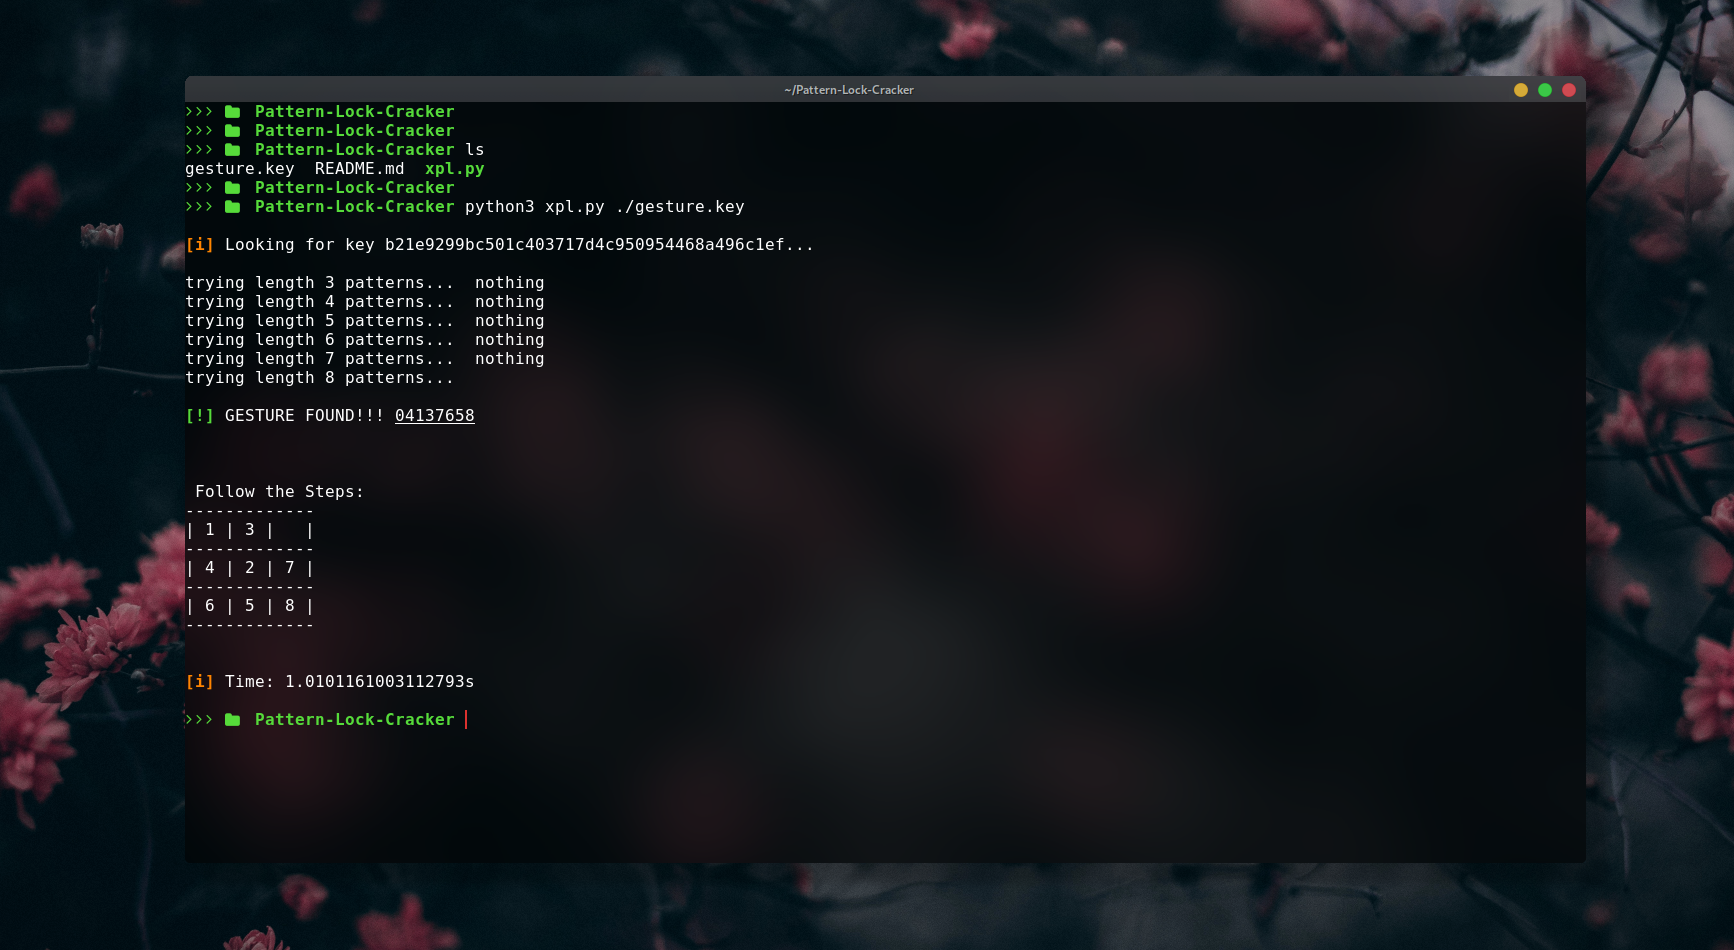 ~/Pattern-Lock-Cracker
>>> Pattern-Lock-Cracker
>>> Pattern-Lock-Cracker
>>> Pattern-Lock-Cracker ls
gesture.key  README.md  xpl.py
>>> Pattern-Lock-Cracker
>>> Pattern-Lock-Cracker python3 xpl.py ./gesture.key
[i] Looking for key b21e9299bc501c403717d4c950954468a496c1ef...
trying length 3 patterns...  nothing
trying length 4 patterns...  nothing
trying length 5 patterns...  nothing
trying length 6 patterns...  nothing
trying length 7 patterns...  nothing
trying length 8 patterns...
[!] GESTURE FOUND!!! 04137658
Follow the Steps:
-------------
| 1 | 3 |   |
-------------
| 4 | 2 | 7 |
-------------
| 6 | 5 | 8 |
-------------
[i] Time: 1.0101161003112793s
>>> Pattern-Lock-Cracker